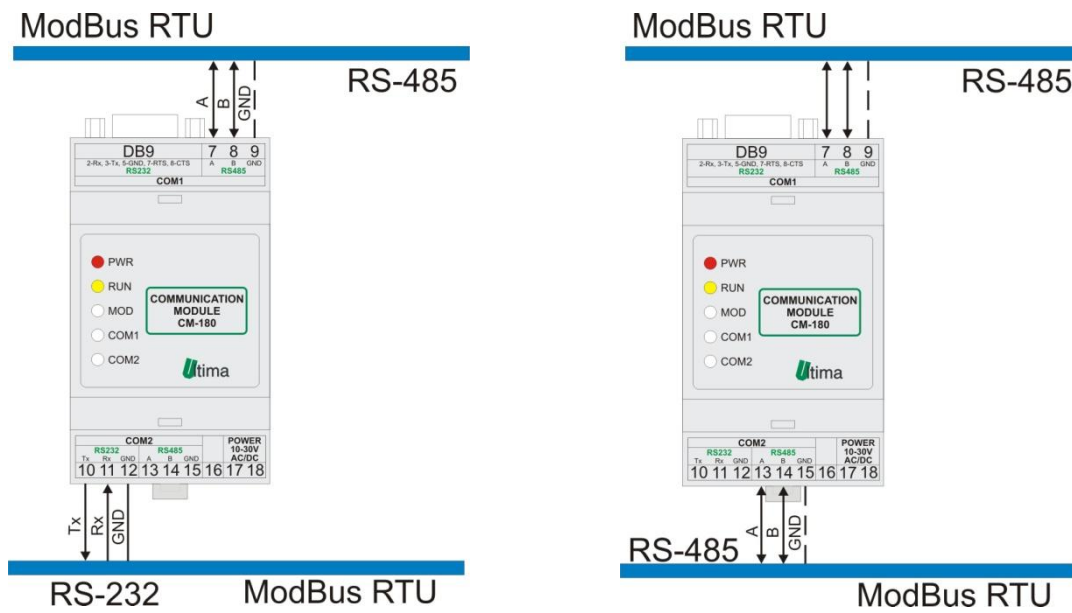 ModBus RTU
RS-485
A B GND
DB9 7 8 9
2-Rx, 3-Tx, 5-GND, 7-RTS, 8-CTS A B GND
RS232 RS485
COM1
PWR
RUN
MOD
COM1
COM2
COMMUNICATION
MODULE
CM-180
Utima
COM2 POWER
RS232 RS485 10-30V
Tx Rx GND A B GND AC/DC
10 11 12 13 14 15 16 17 18
Tx Rx GND
RS-232 ModBus RTU
ModBus RTU
RS-485
DB9 7 8 9
2-Rx, 3-Tx, 5-GND, 7-RTS, 8-CTS A B GND
RS232 RS485
COM1
PWR
RUN
MOD
COM1
COM2
COMMUNICATION
MODULE
CM-180
Utima
COM2 POWER
RS232 RS485 10-30V
Tx Rx GND A B GND AC/DC
10 11 12 13 14 15 16 17 18
A B GND
RS-485
ModBus RTU